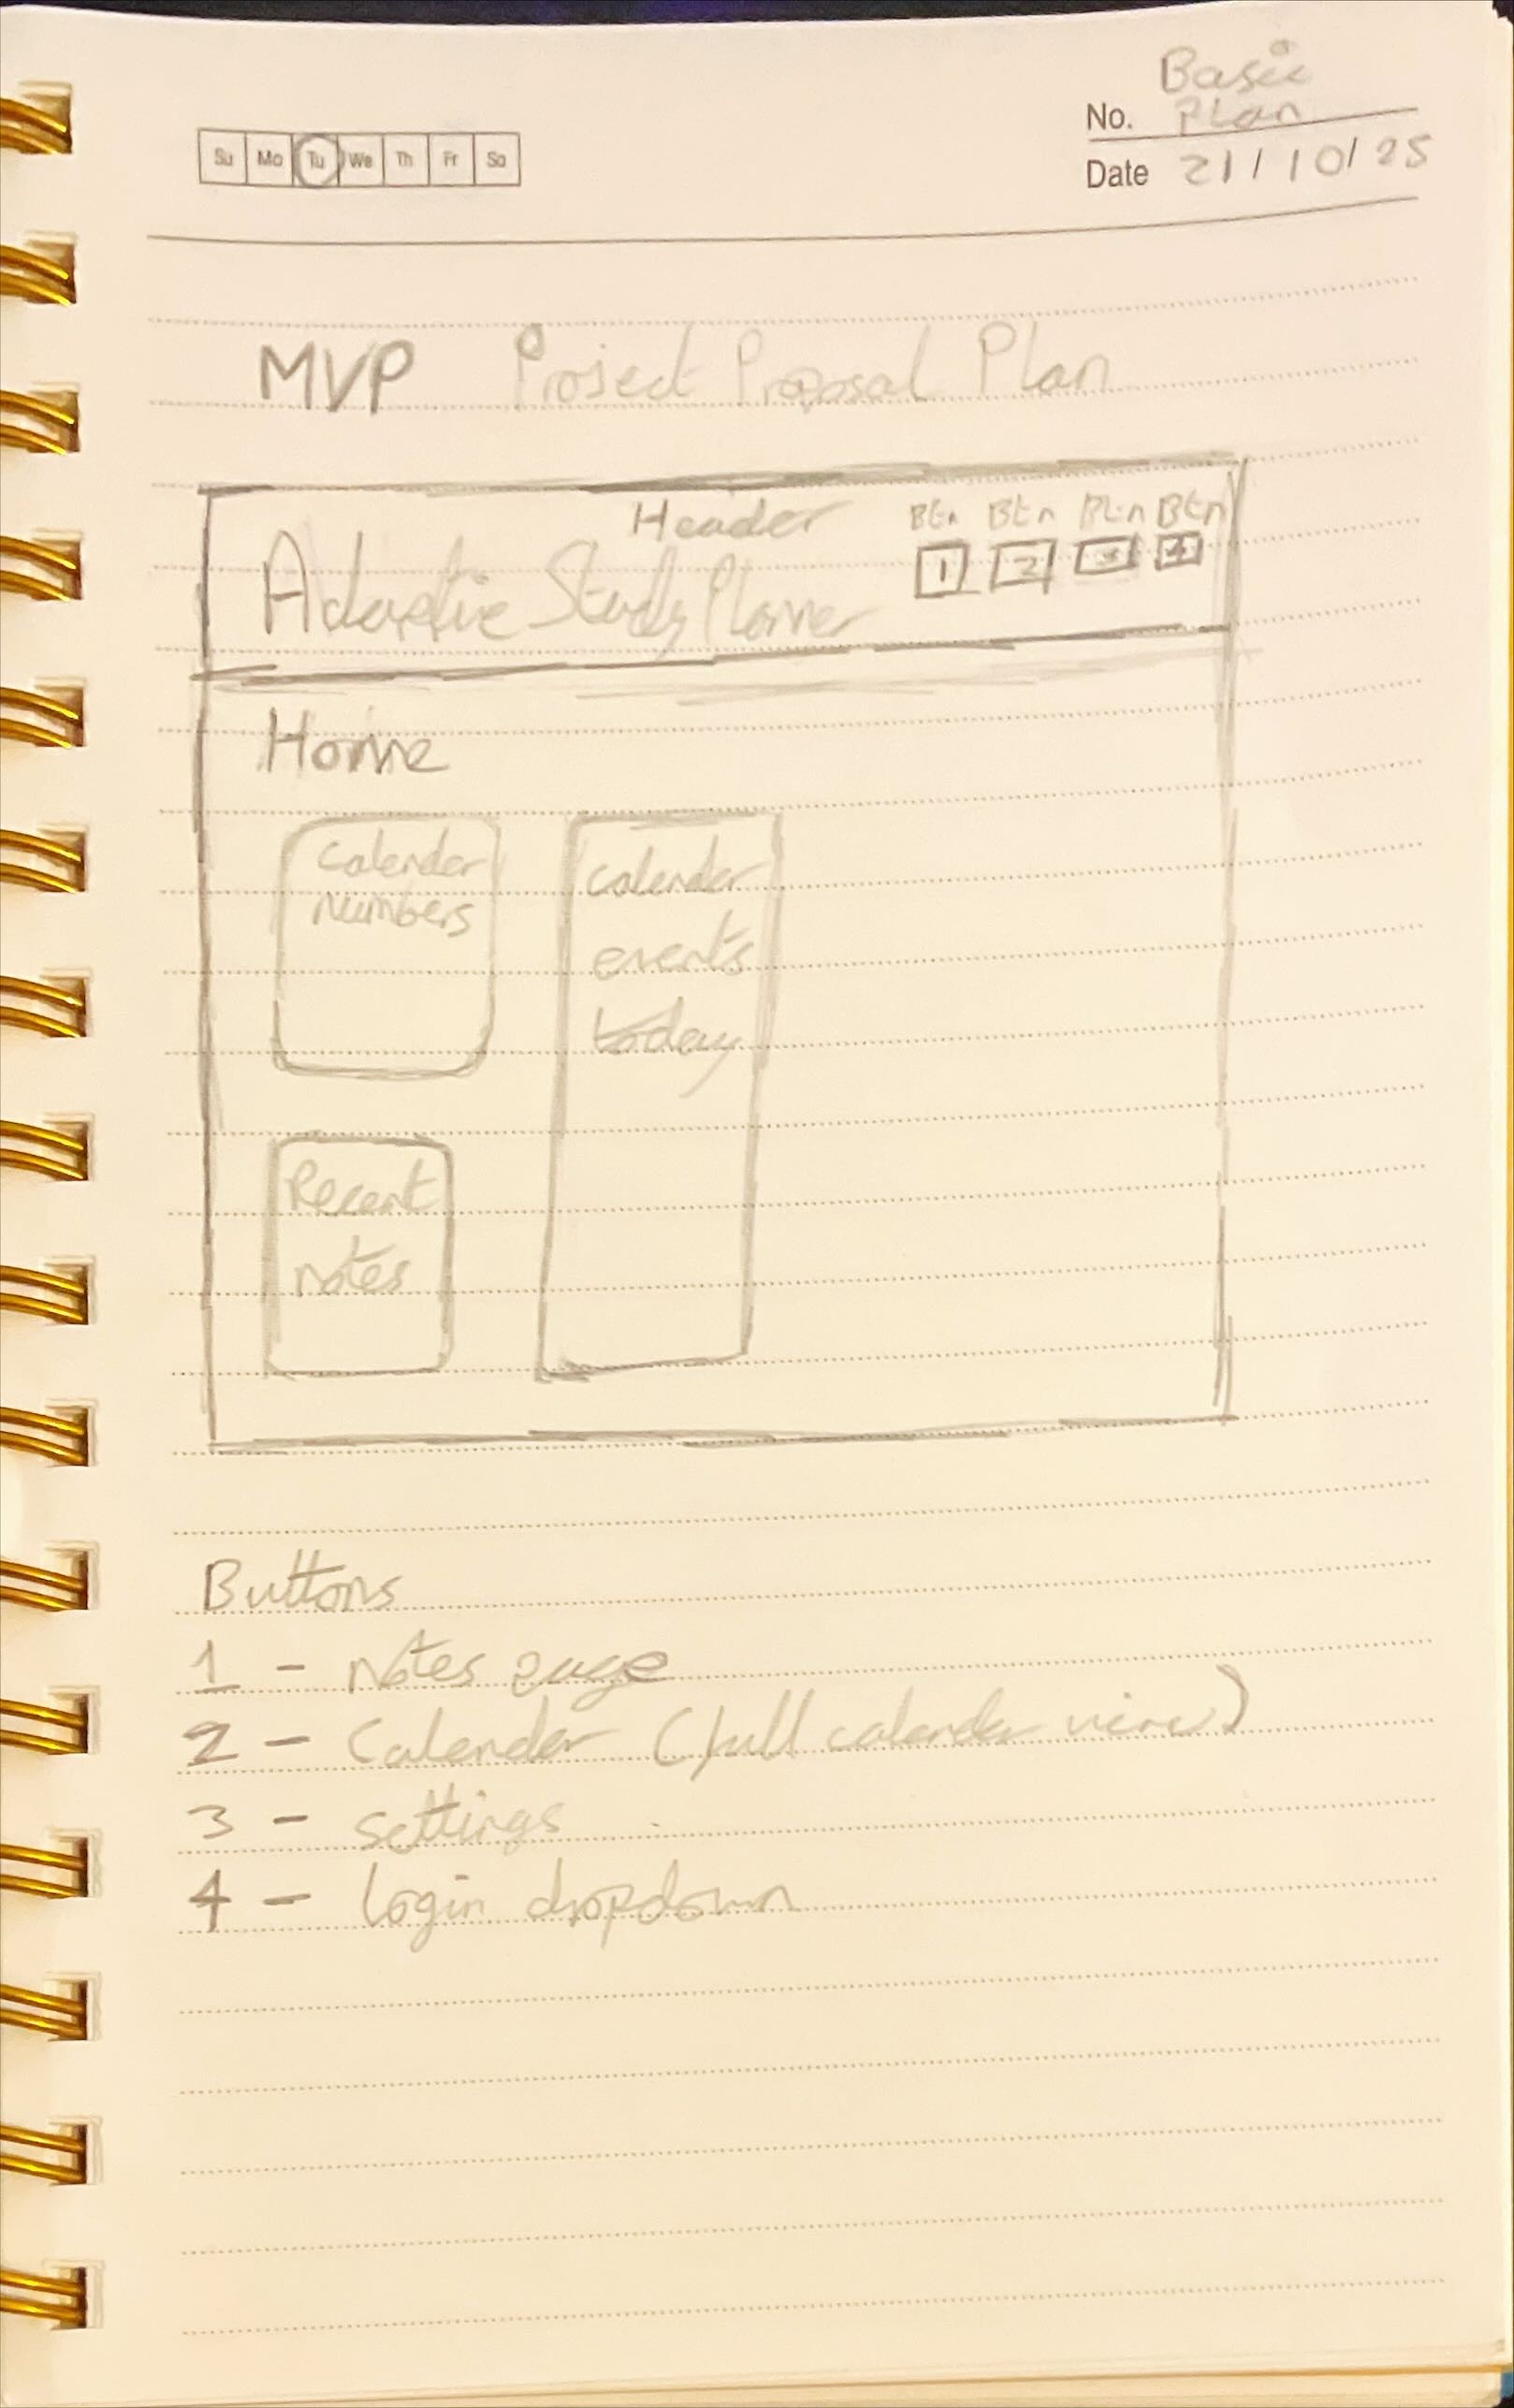 Basic
No. Plan
Su Mo Tu We Th Fr Sa
Date 21/10/25
MVP Project Proposal Plan
Header
Btn Btn Btn Btn
1 2 3 4
Adaptive Study Planner
Home
Calender
Numbers
Calender
events
today
Recent
notes
Buttons
1 - Notes page
2 - Calender (full calender view)
3 - settings
4 - Login dropdown